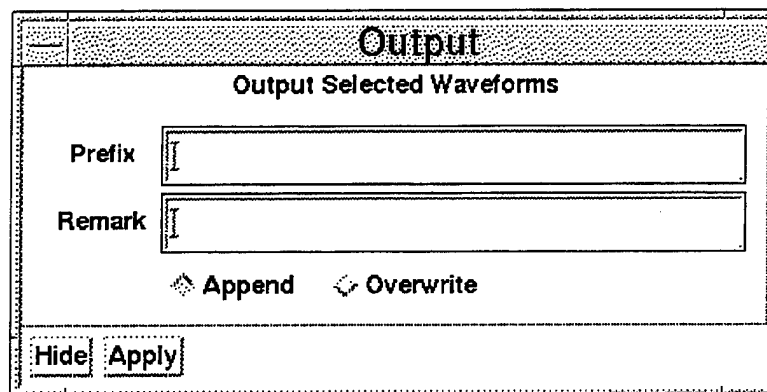 Output
Output Selected Waveforms
Prefix
Remark
Append Overwrite
Hide Apply